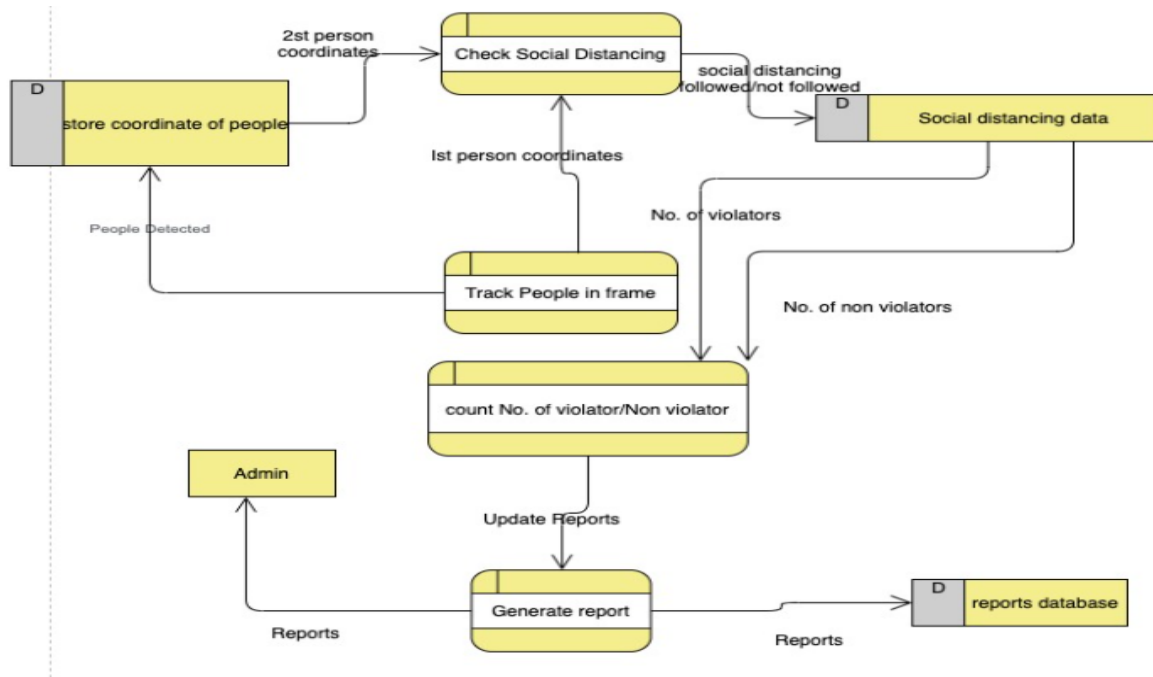 2st person
coordinates
Check Social Distancing
D
store coordinate of people
social distancing
followed/not followed
D
Social distancing data
Ist person coordinates
No. of violators
People Detected
Track People in frame
No. of non violators
count No. of violator/Non violator
Admin
Update Reports
Generate report
D
reports database
Reports
Reports